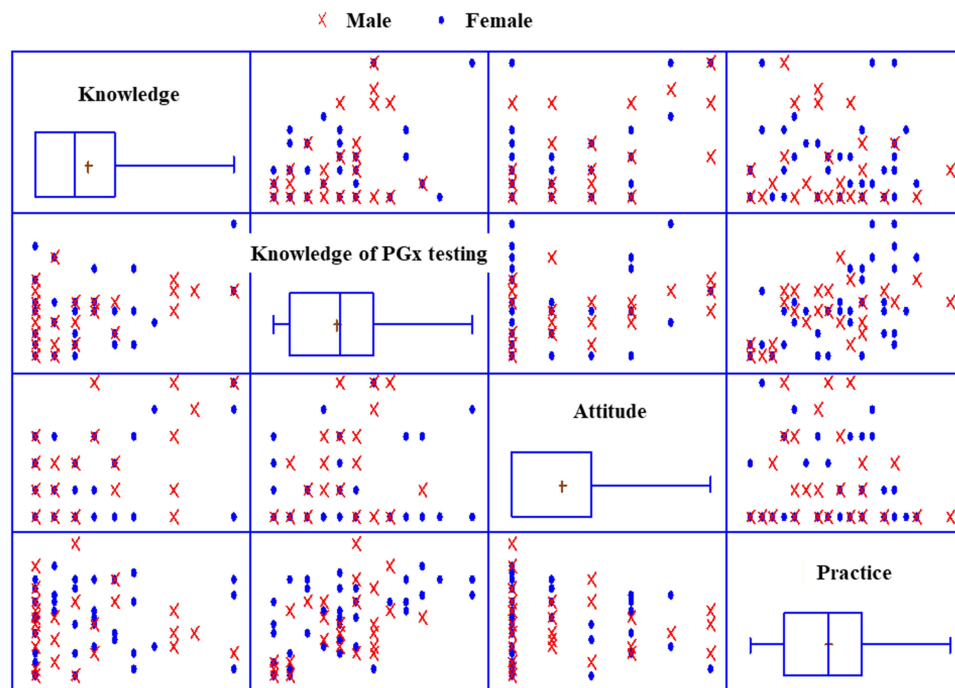 Male Female
Knowledge
Knowledge of PGx testing
Attitude
Practice